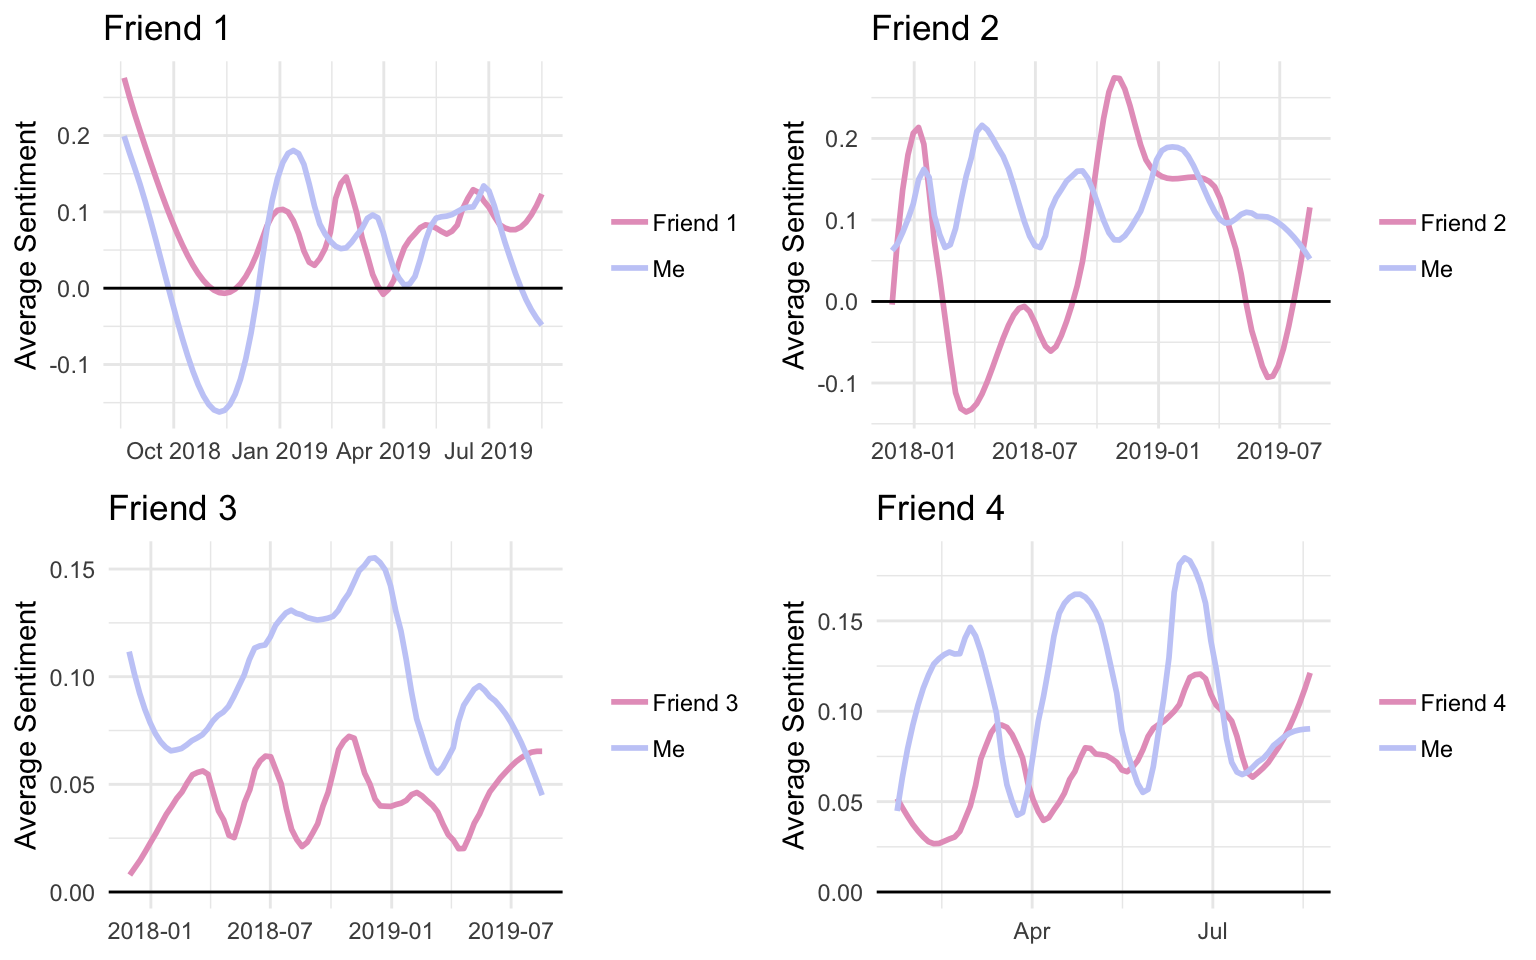 Friend 1
Average Sentiment
0.2
0.1
0.0
-0.1
Oct 2018 Jan 2019 Apr 2019 Jul 2019
Friend 1
Me
Friend 2
Average Sentiment
0.2
0.1
0.0
-0.1
2018-01 2018-07 2019-01 2019-07
Friend 2
Me
Friend 3
Average Sentiment
0.15
0.10
0.05
0.00
2018-01 2018-07 2019-01 2019-07
Friend 3
Me
Friend 4
Average Sentiment
0.15
0.10
0.05
0.00
Apr Jul
Friend 4
Me